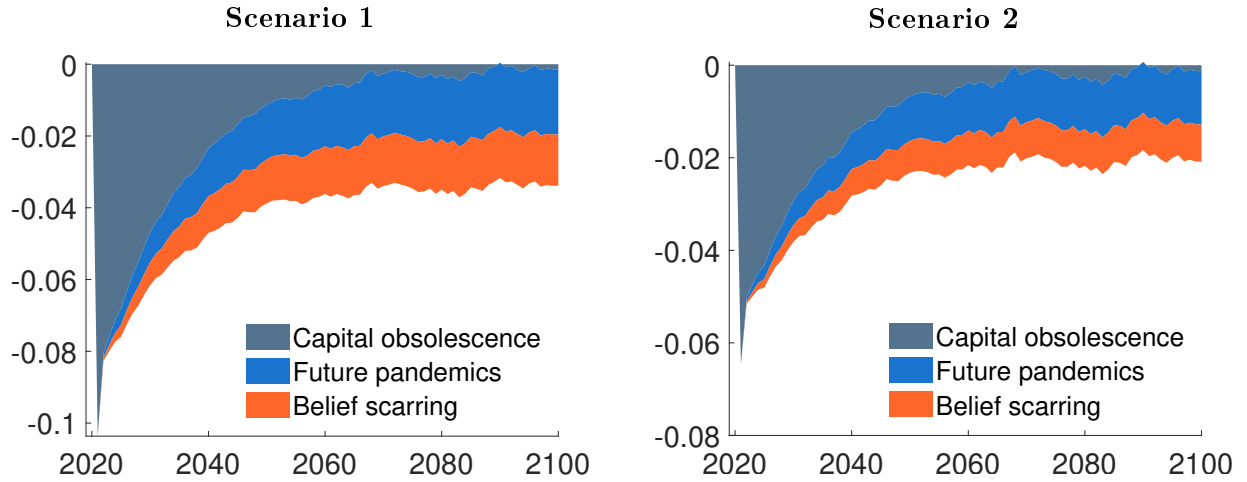 Scenario 1
0
-0.02
-0.04
-0.06
-0.08
-0.1
2020 2040 2060 2080 2100
Capital obsolescence
Future pandemics
Belief scarring
Scenario 2
0
-0.02
-0.04
-0.06
-0.08
2020 2040 2060 2080 2100
Capital obsolescence
Future pandemics
Belief scarring